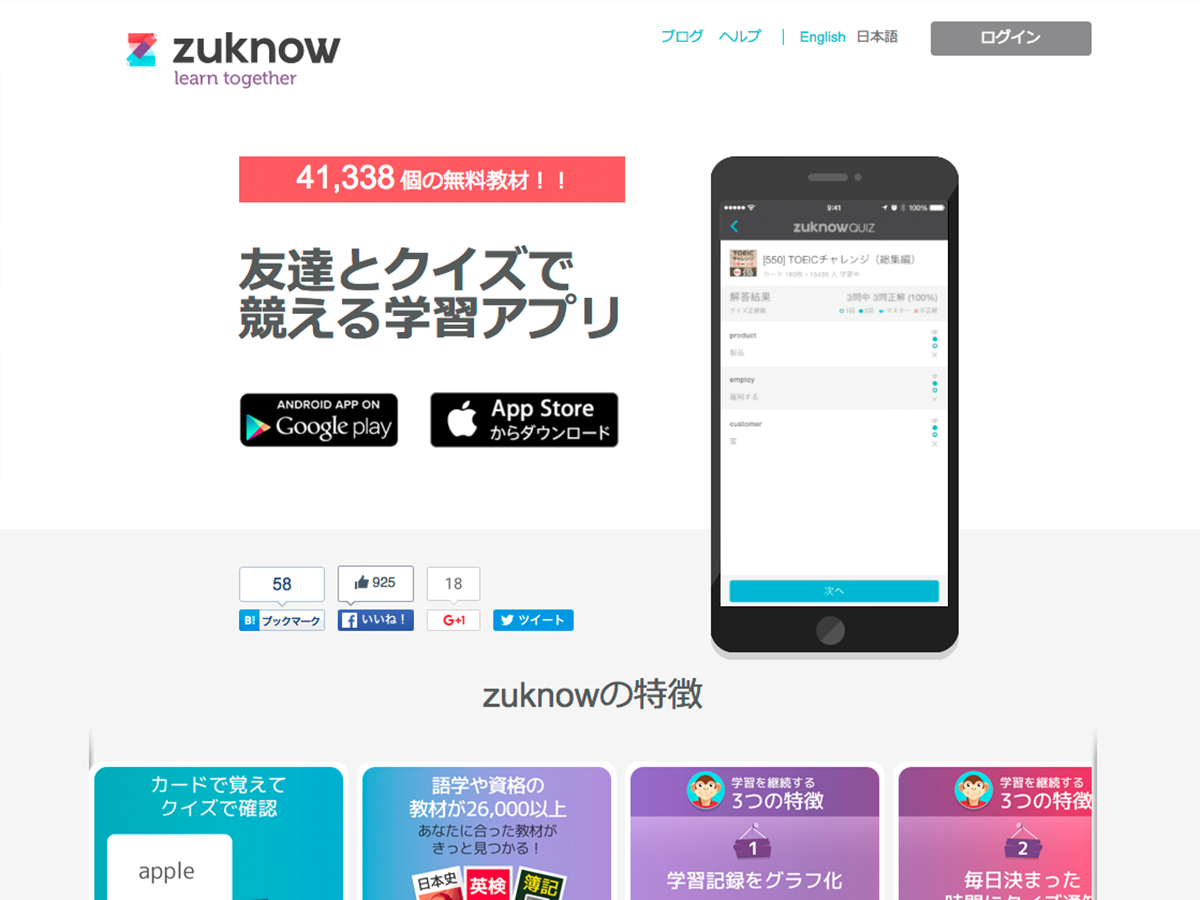 zuknow
learn together
ブログ ヘルプ | English 日本語
ログイン
41,338 個の無料教材！！
友達とクイズで
競える学習アプリ
ANDROID APP ON
Google play
App Store
からダウンロード
9:41
100%
zuknow QUIZ
[550] TOEICチャレンジ（総集編）
解答結果
3問中 3問正解 (100%)
product
製品
employ
雇用する
customer
客
次へ
58
B! ブックマーク
925
いいね！
18
G+1
ツイート
zuknowの特徴
カードで覚えて
クイズで確認
apple
語学や資格の
教材が26,000以上
あなたに合った教材が
きっと見つかる！
日本史
英検
簿記
学習を継続する
3つの特徴
1
学習記録をグラフ化
学習を継続する
3つの特徴
2
毎日決まった
時間にクイズ通知